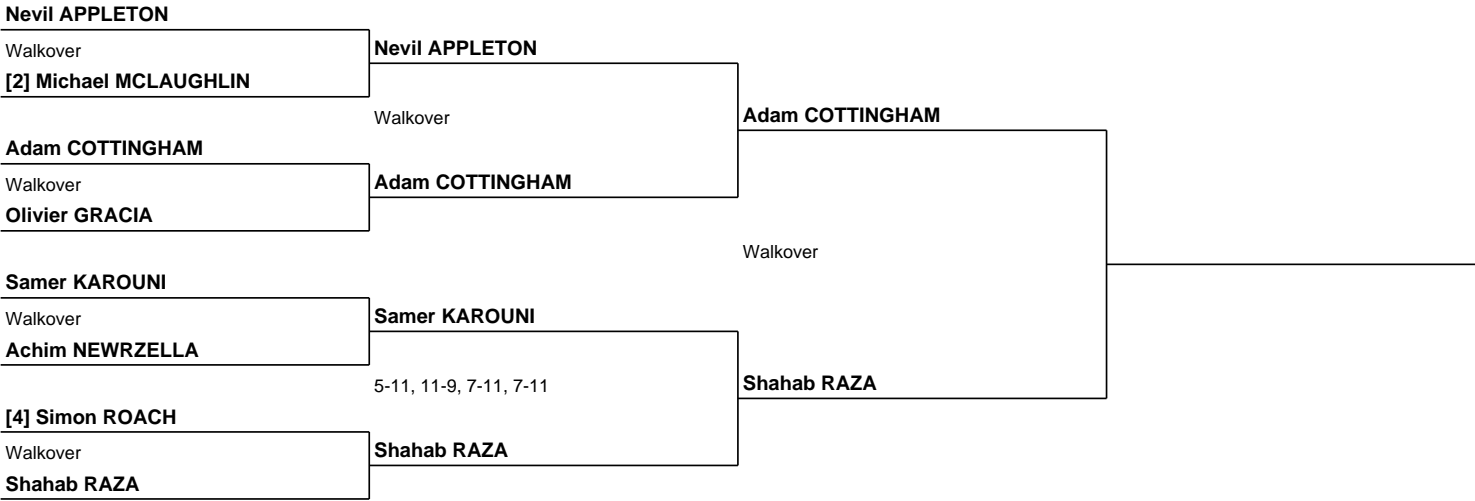 Nevil APPLETON
Walkover
[2] Michael MCLAUGHLIN
Nevil APPLETON
Walkover
Adam COTTINGHAM
Adam COTTINGHAM
Walkover
Olivier GRACIA
Adam COTTINGHAM
Walkover
Samer KAROUNI
Walkover
Achim NEWRZELLA
Samer KAROUNI
5-11, 11-9, 7-11, 7-11
Shahab RAZA
[4] Simon ROACH
Walkover
Shahab RAZA
Shahab RAZA